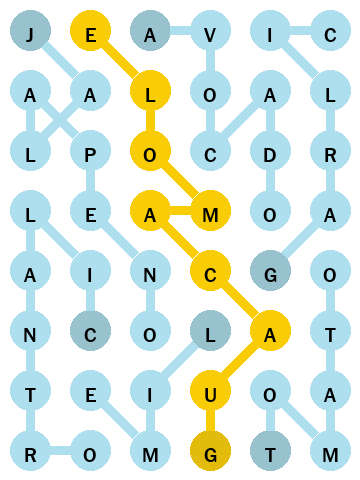 J E A V I C
A A L O A L
L P O C D R
L E A M O A
A I N C G O
N C O L A T
T E I U O A
R O M G T M